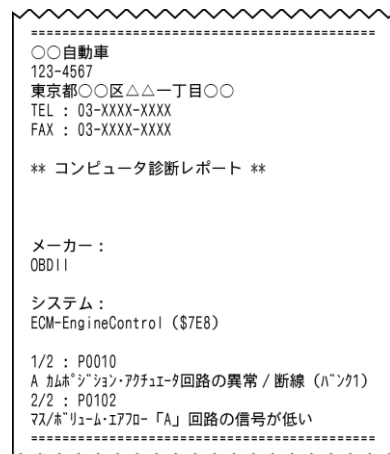 ========================================
○○自動車
123-4567
東京都○○区△△一丁目○○
TEL : 03-XXXX-XXXX
FAX : 03-XXXX-XXXX
** コンピュータ診断レポート **
メーカー :
OBDII
システム :
ECM-EngineControl ($7E8)
1/2 : P0010
A ｶﾑﾎﾟｼﾞｼｮﾝ･ｱｸﾁｭｴｰﾀ回路の異常 / 断線 (ﾊﾞﾝｸ1)
2/2 : P0102
ﾏｽ/ﾎﾞﾘｭｰﾑ･ｴｱﾌﾛｰ「A」回路の信号が低い
========================================